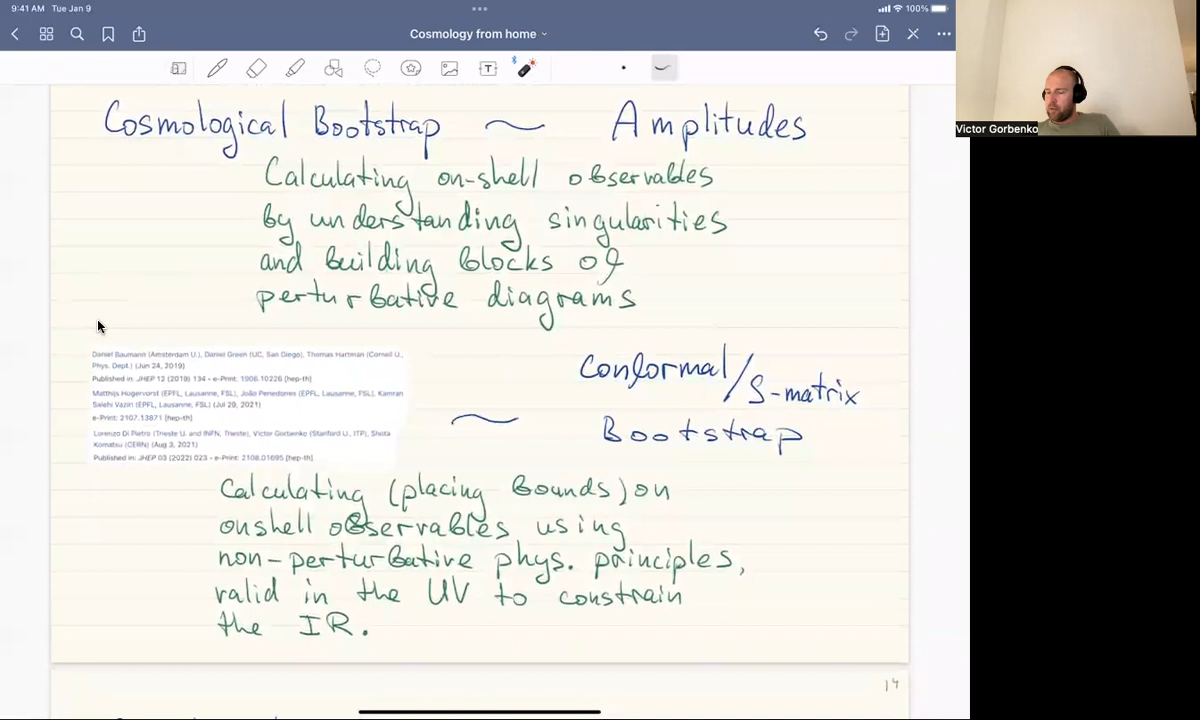 9:41 AM Tue Jan 9
100%
Cosmology from home
Victor Gorbenko
Cosmological Bootstrap ~ Amplitudes
Calculating on-shell observables
by understanding singularities
and building blocks of
perturbative diagrams
Daniel Baumann (Amsterdam U.), Daniel Green (UC, San Diego), Thomas Hartman (Cornell U.,
Phys. Dept.) (Jun 24, 2019)
Published in: JHEP 12 (2019) 134 • e-Print: 1906.10226 [hep-th]
Matthijs Hogervorst (EPFL, Lausanne, FSL), João Penedones (EPFL, Lausanne, FSL), Kamran
Salehi Vaziri (EPFL, Lausanne, FSL) (Jul 29, 2021)
e-Print: 2107.13871 [hep-th]
Lorenzo Di Pietro (Trieste U. and INFN, Trieste), Victor Gorbenko (Stanford U., ITP), Shota
Komatsu (CERN) (Aug 3, 2021)
Published in: JHEP 03 (2022) 023 • e-Print: 2108.01695 [hep-th]
~ Conformal/S-matrix
Bootstrap
Calculating (placing bounds) on
onshell observables using
non-perturbative phys. principles,
valid in the UV to constrain
the IR.
14